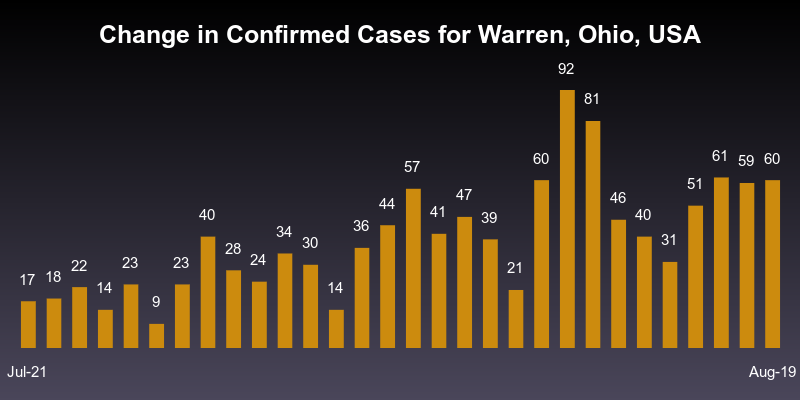 Change in Confirmed Cases for Warren, Ohio, USA
17 18 22 14 23 9 23 40 28 24 34 30 14 36 44 57 41 47 39 21 60 92 81 46 40 31 51 61 59 60
Jul-21 Aug-19